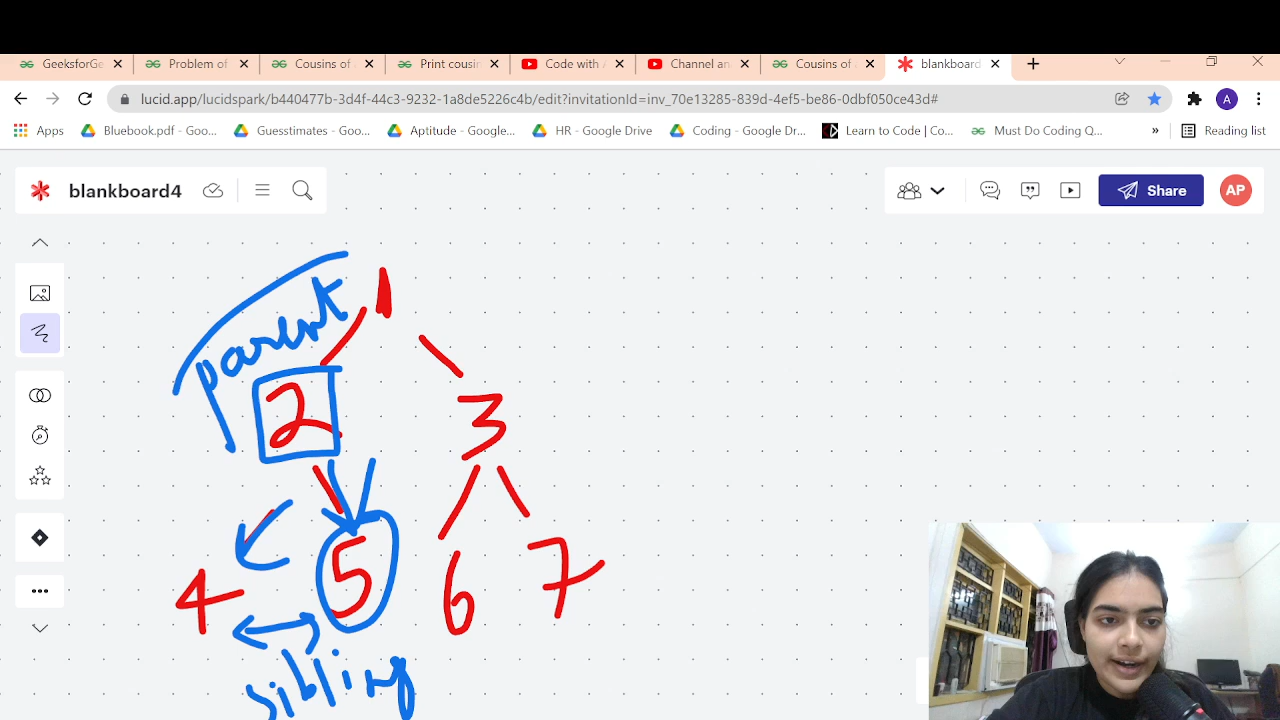 GeeksforGe
Problem of
Cousins of
Print cousin
Code with
Channel an
Cousins of
blankboard
lucid.app/lucidspark/b440477b-3d4f-44c3-9232-1a8de5226c4b/edit?invitationId=inv_70e13285-839d-4ef5-be86-0dbf050ce43d#
A
Apps
Bluebook.pdf - Goo...
Guesstimates - Goo...
Aptitude - Google...
HR - Google Drive
Coding - Google Dr...
Learn to Code | Co...
Must Do Coding Q...
»
Reading list
blankboard4
Share
AP
parent
1
2
3
4
5
6
7
sibling